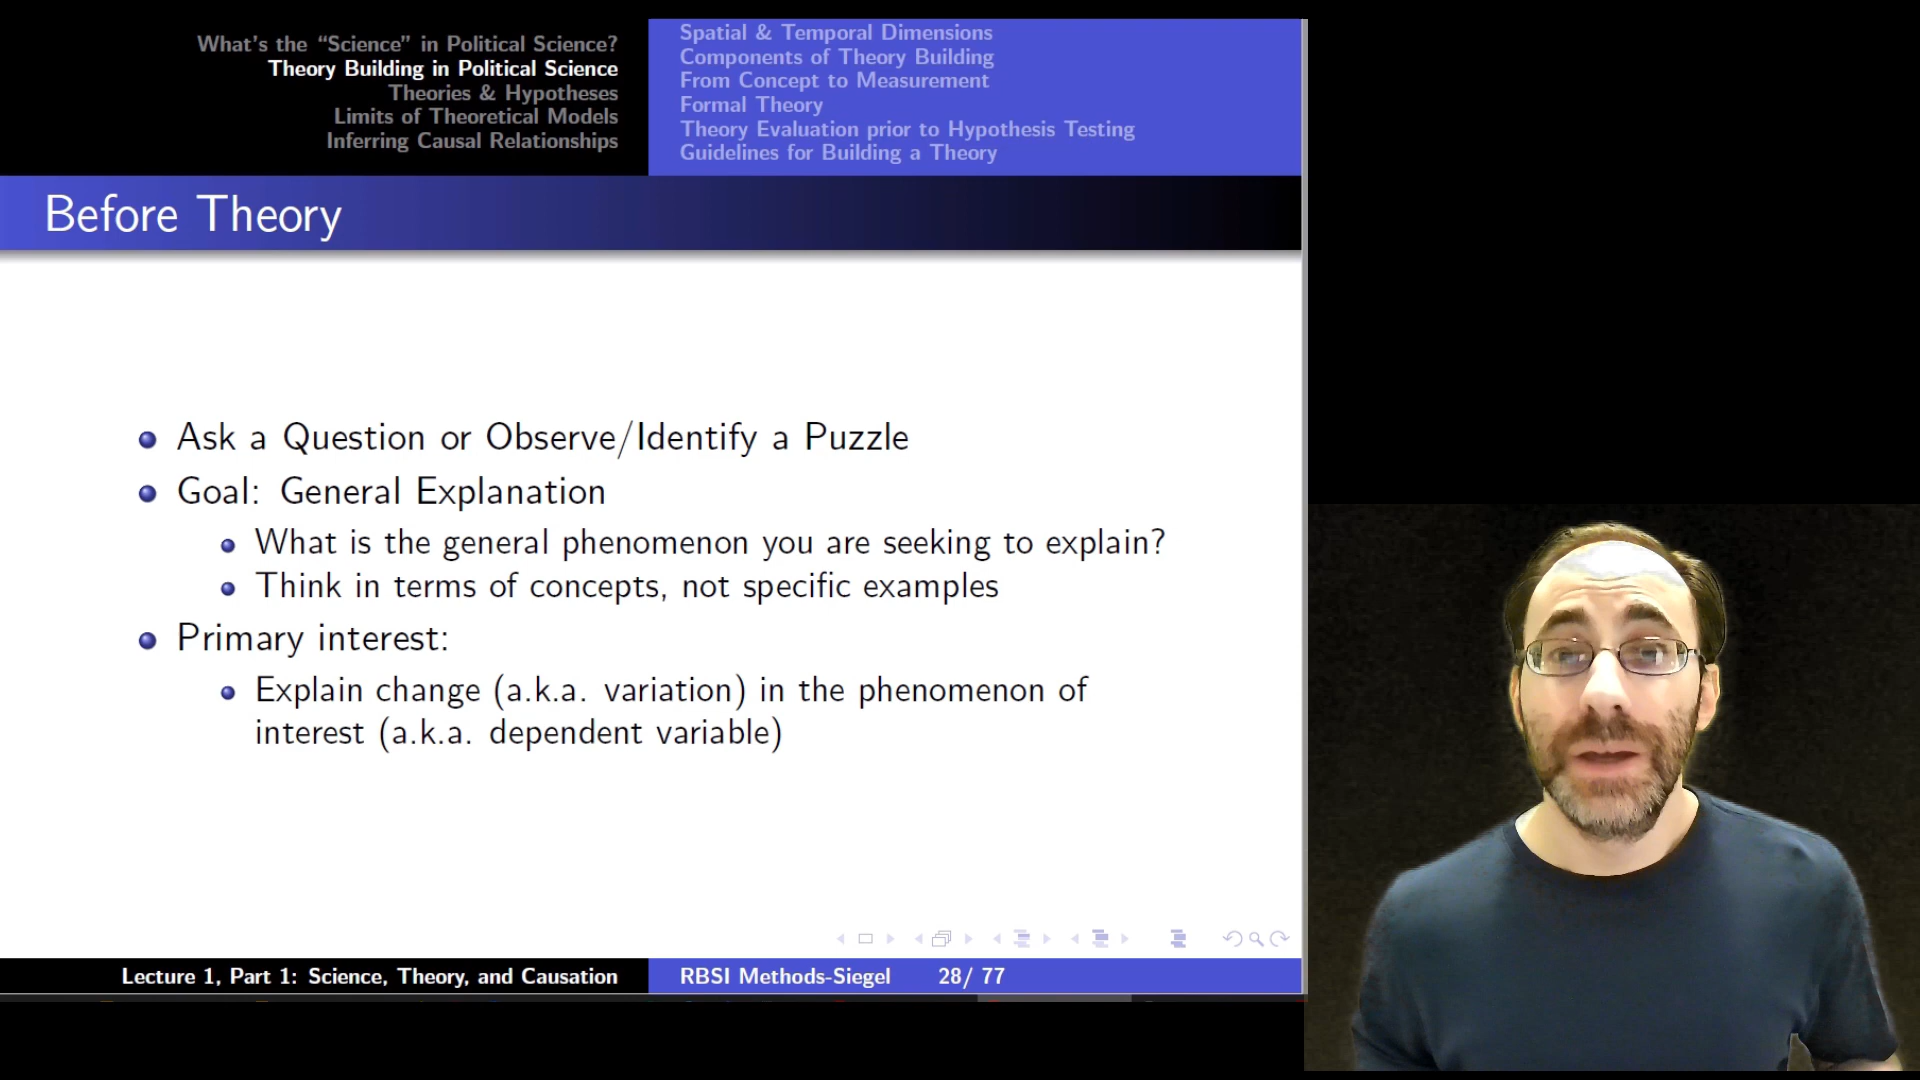 What's the “Science” in Political Science?
Theory Building in Political Science
Theories & Hypotheses
Limits of Theoretical Models
Inferring Causal Relationships
Spatial & Temporal Dimensions
Components of Theory Building
From Concept to Measurement
Formal Theory
Theory Evaluation prior to Hypothesis Testing
Guidelines for Building a Theory
Before Theory
Ask a Question or Observe/Identify a Puzzle
Goal: General Explanation
What is the general phenomenon you are seeking to explain?
Think in terms of concepts, not specific examples
Primary interest:
Explain change (a.k.a. variation) in the phenomenon of
interest (a.k.a. dependent variable)
Lecture 1, Part 1: Science, Theory, and Causation
RBSI Methods-Siegel
28/ 77